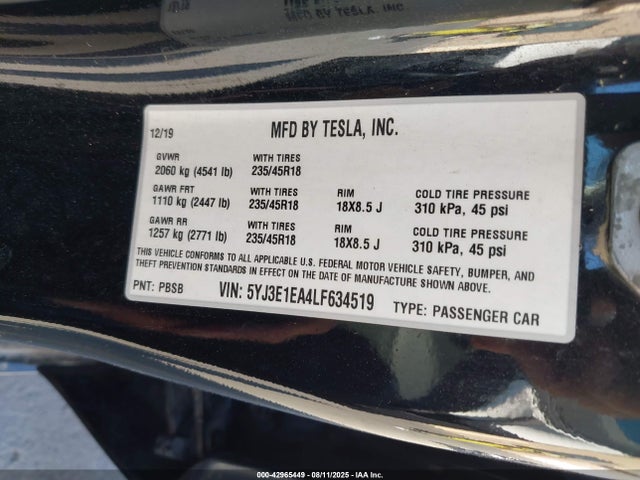 MFD BY TESLA, INC.
12/19 MFD BY TESLA, INC.
GVWR WITH TIRES
2060 kg (4541 lb) 235/45R18
GAWR FRT WITH TIRES RIM COLD TIRE PRESSURE
1110 kg (2447 lb) 235/45R18 18X8.5 J 310 kPa, 45 psi
GAWR RR WITH TIRES RIM COLD TIRE PRESSURE
1257 kg (2771 lb) 235/45R18 18X8.5 J 310 kPa, 45 psi
THIS VEHICLE CONFORMS TO ALL APPLICABLE U.S. FEDERAL MOTOR VEHICLE SAFETY, BUMPER, AND
THEFT PREVENTION STANDARDS IN EFFECT ON THE DATE OF MANUFACTURE SHOWN ABOVE.
PNT: PBSB VIN: 5YJ3E1EA4LF634519 TYPE: PASSENGER CAR
000-42965449 - 08/11/2025 - IAA Inc.